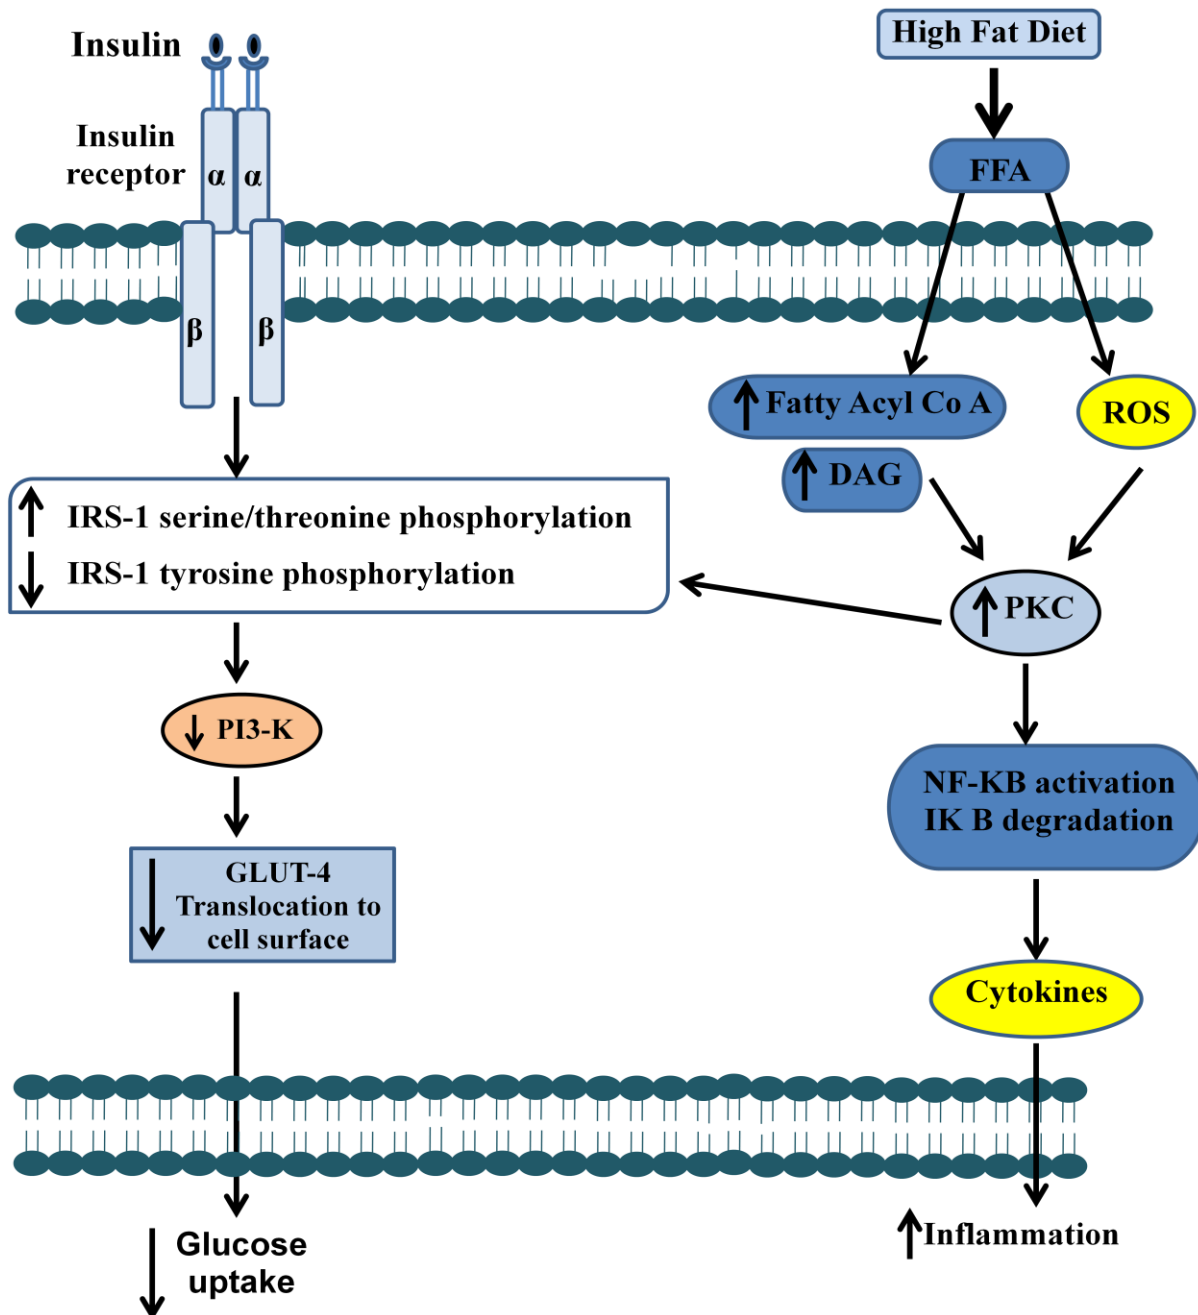 Insulin
Insulin
receptor
α α
β β
High Fat Diet
FFA
Fatty Acyl Co A
DAG
ROS
PKC
IRS-1 serine/threonine phosphorylation
IRS-1 tyrosine phosphorylation
PI3-K
GLUT-4
Translocation to
cell surface
Glucose
uptake
NF-KB activation
IK B degradation
Cytokines
Inflammation